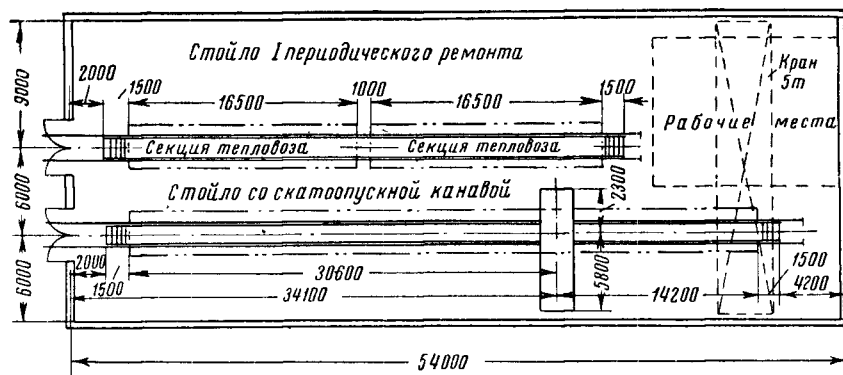 Стойло I периодического ремонта
2000
1500
16500
1000
16500
1500
Кран
5т
9000
Секция тепловоза
Секция тепловоза
Рабочие места
6000
Стойло со скатоопускной канавой
2300
6000
2000
1500
30600
34100
5800
14200
1500
4200
54000